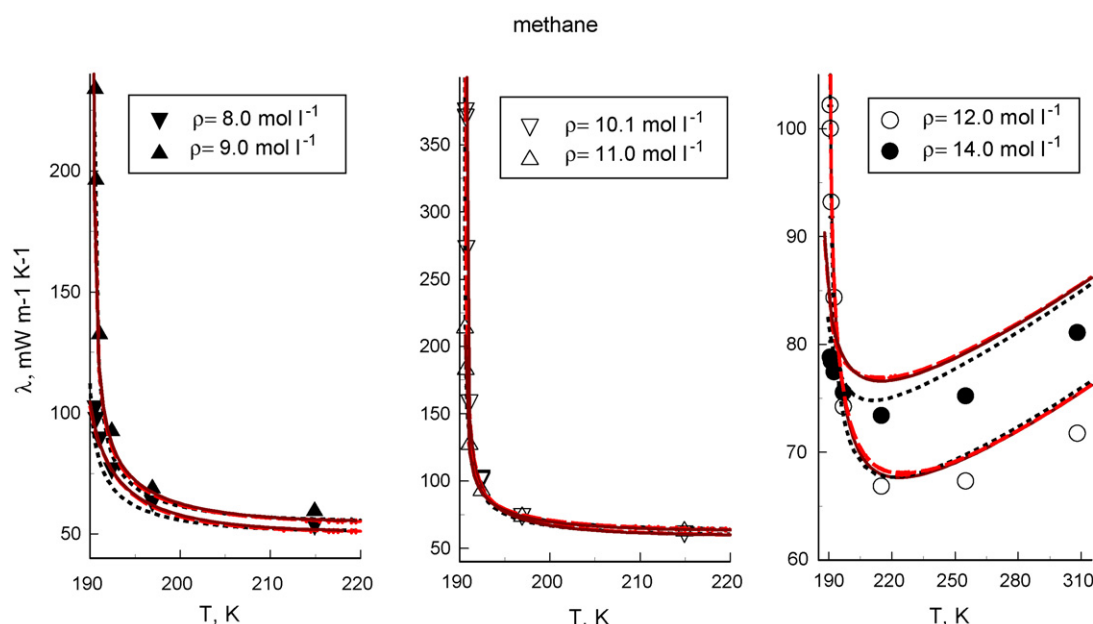 methane
λ, mW m-1 K-1
200
150
100
50
190 200 210 220
T, K
ρ= 8.0 mol l⁻¹
ρ= 9.0 mol l⁻¹
350
300
250
200
150
100
50
190 200 210 220
T, K
ρ= 10.1 mol l⁻¹
ρ= 11.0 mol l⁻¹
100
90
80
70
60
190 220 250 280 310
T, K
ρ= 12.0 mol l⁻¹
ρ= 14.0 mol l⁻¹